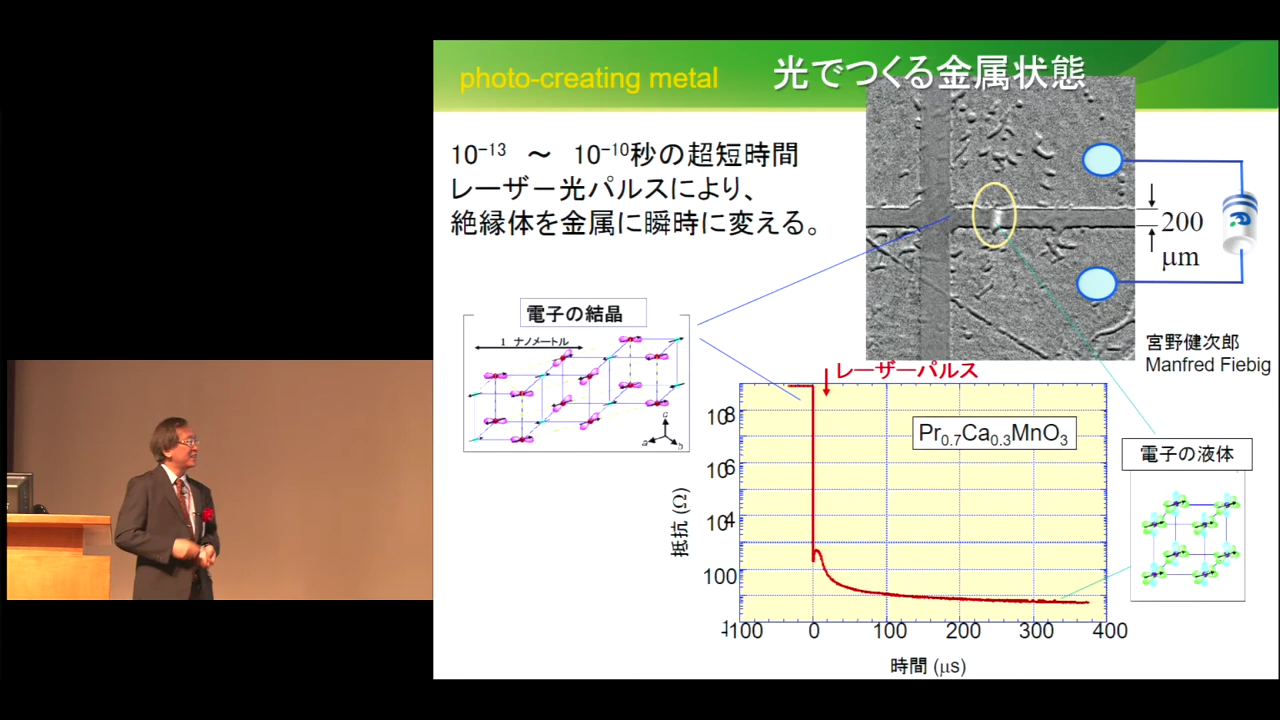 photo-creating metal
光でつくる金属状態
10⁻¹³ ～ 10⁻¹⁰秒の超短時間
レーザー光パルスにより、
絶縁体を金属に瞬時に変える。
200
μm
電子の結晶
1 ナノメートル
c
a
b
宮野健次郎
Manfred Fiebig
レーザーパルス
Pr₀.₇Ca₀.₃MnO₃
電子の液体
抵抗 (Ω)
10⁸
10⁶
10⁴
100
1
-100 0 100 200 300 400
時間 (μs)